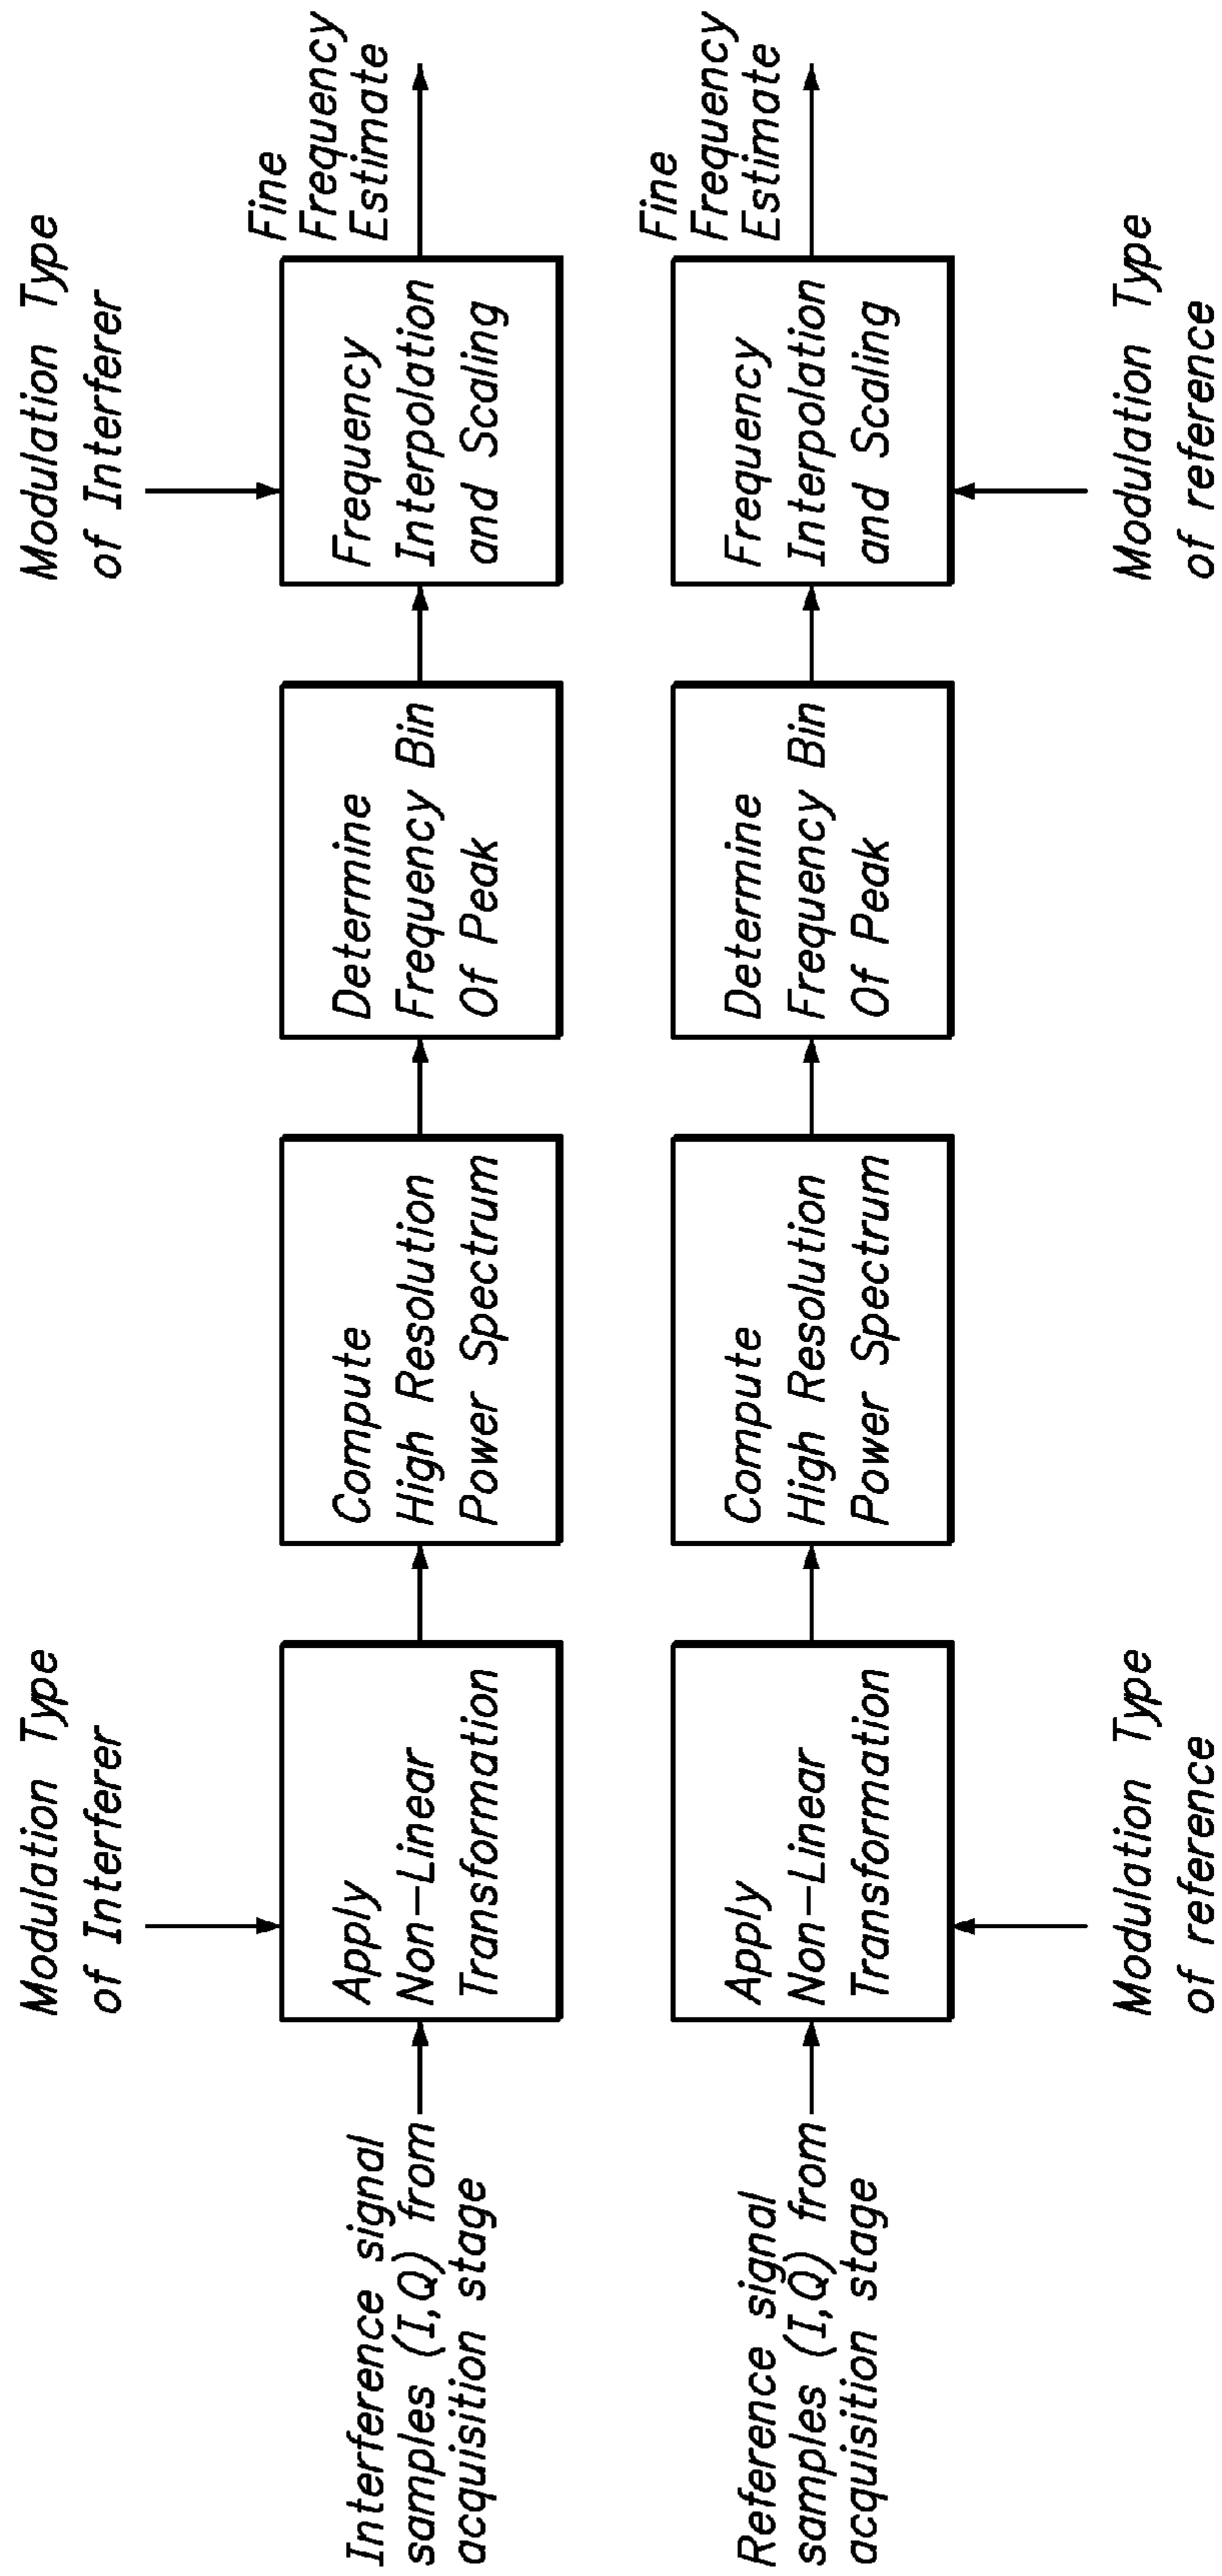 Modulation Type
of Interferer
Modulation Type
of Interferer
Interference signal
samples (I,Q) from
acquisition stage
Apply
Non-Linear
Transformation
Compute
High Resolution
Power Spectrum
Determine
Frequency Bin
Of Peak
Frequency
Interpolation
and Scaling
Fine
Frequency
Estimate
Reference signal
samples (I,Q) from
acquisition stage
Apply
Non-Linear
Transformation
Compute
High Resolution
Power Spectrum
Determine
Frequency Bin
Of Peak
Frequency
Interpolation
and Scaling
Fine
Frequency
Estimate
Modulation Type
of reference
Modulation Type
of reference